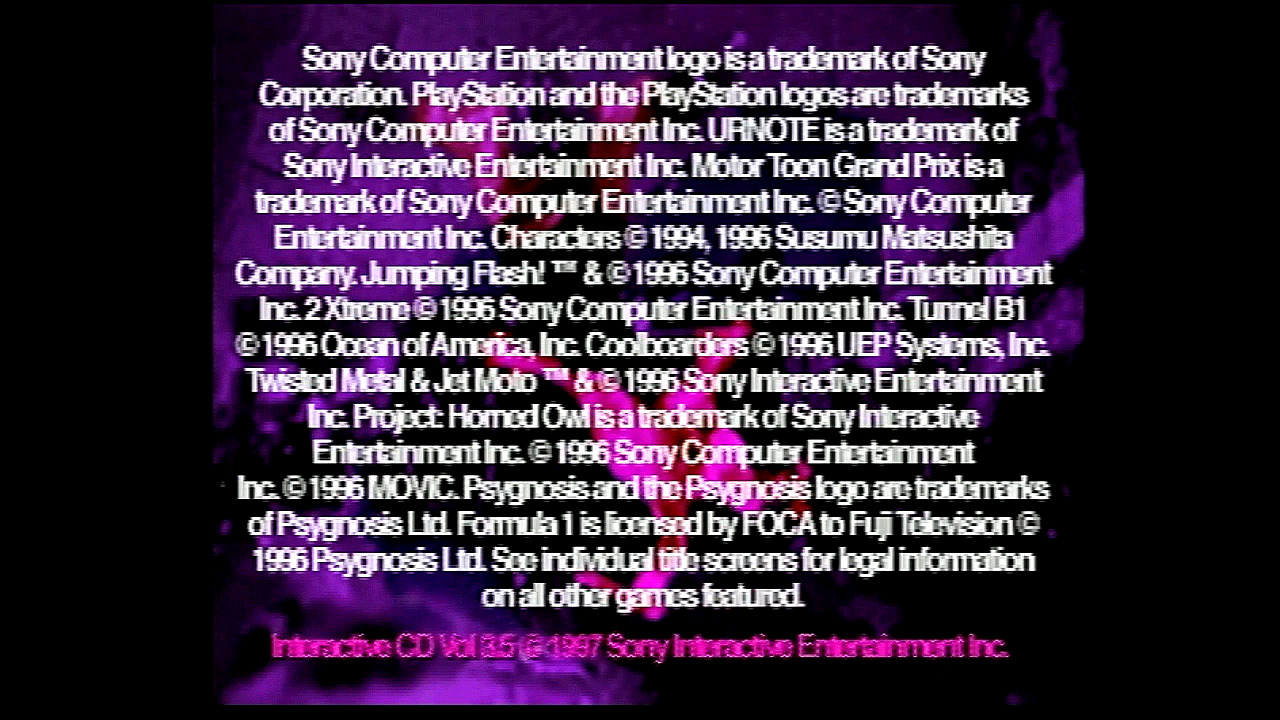 Sony Computer Entertainment logo is a trademark of Sony
Corporation. PlayStation and the PlayStation logos are trademarks
of Sony Computer Entertainment Inc. URNOTE is a trademark of
Sony Interactive Entertainment Inc. Motor Toon Grand Prix is a
trademark of Sony Computer Entertainment Inc. © Sony Computer
Entertainment Inc. Characters © 1994, 1996 Susumu Matsushita
Company. Jumping Flash! ™ & © 1996 Sony Computer Entertainment
Inc. 2 Xtreme © 1996 Sony Computer Entertainment Inc. Tunnel B1
© 1996 Ocean of America, Inc. Coolboarders © 1996 UEP Systems, Inc.
Twisted Metal & Jet Moto ™ & © 1996 Sony Interactive Entertainment
Inc. Project: Horned Owl is a trademark of Sony Interactive
Entertainment Inc. © 1996 Sony Computer Entertainment
Inc. © 1996 MOVIC. Psygnosis and the Psygnosis logo are trademarks
of Psygnosis Ltd. Formula 1 is licensed by FOCA to Fuji Television ©
1996 Psygnosis Ltd. See individual title screens for legal information
on all other games featured.
Interactive CD Vol 3.5 © 1997 Sony Interactive Entertainment Inc.